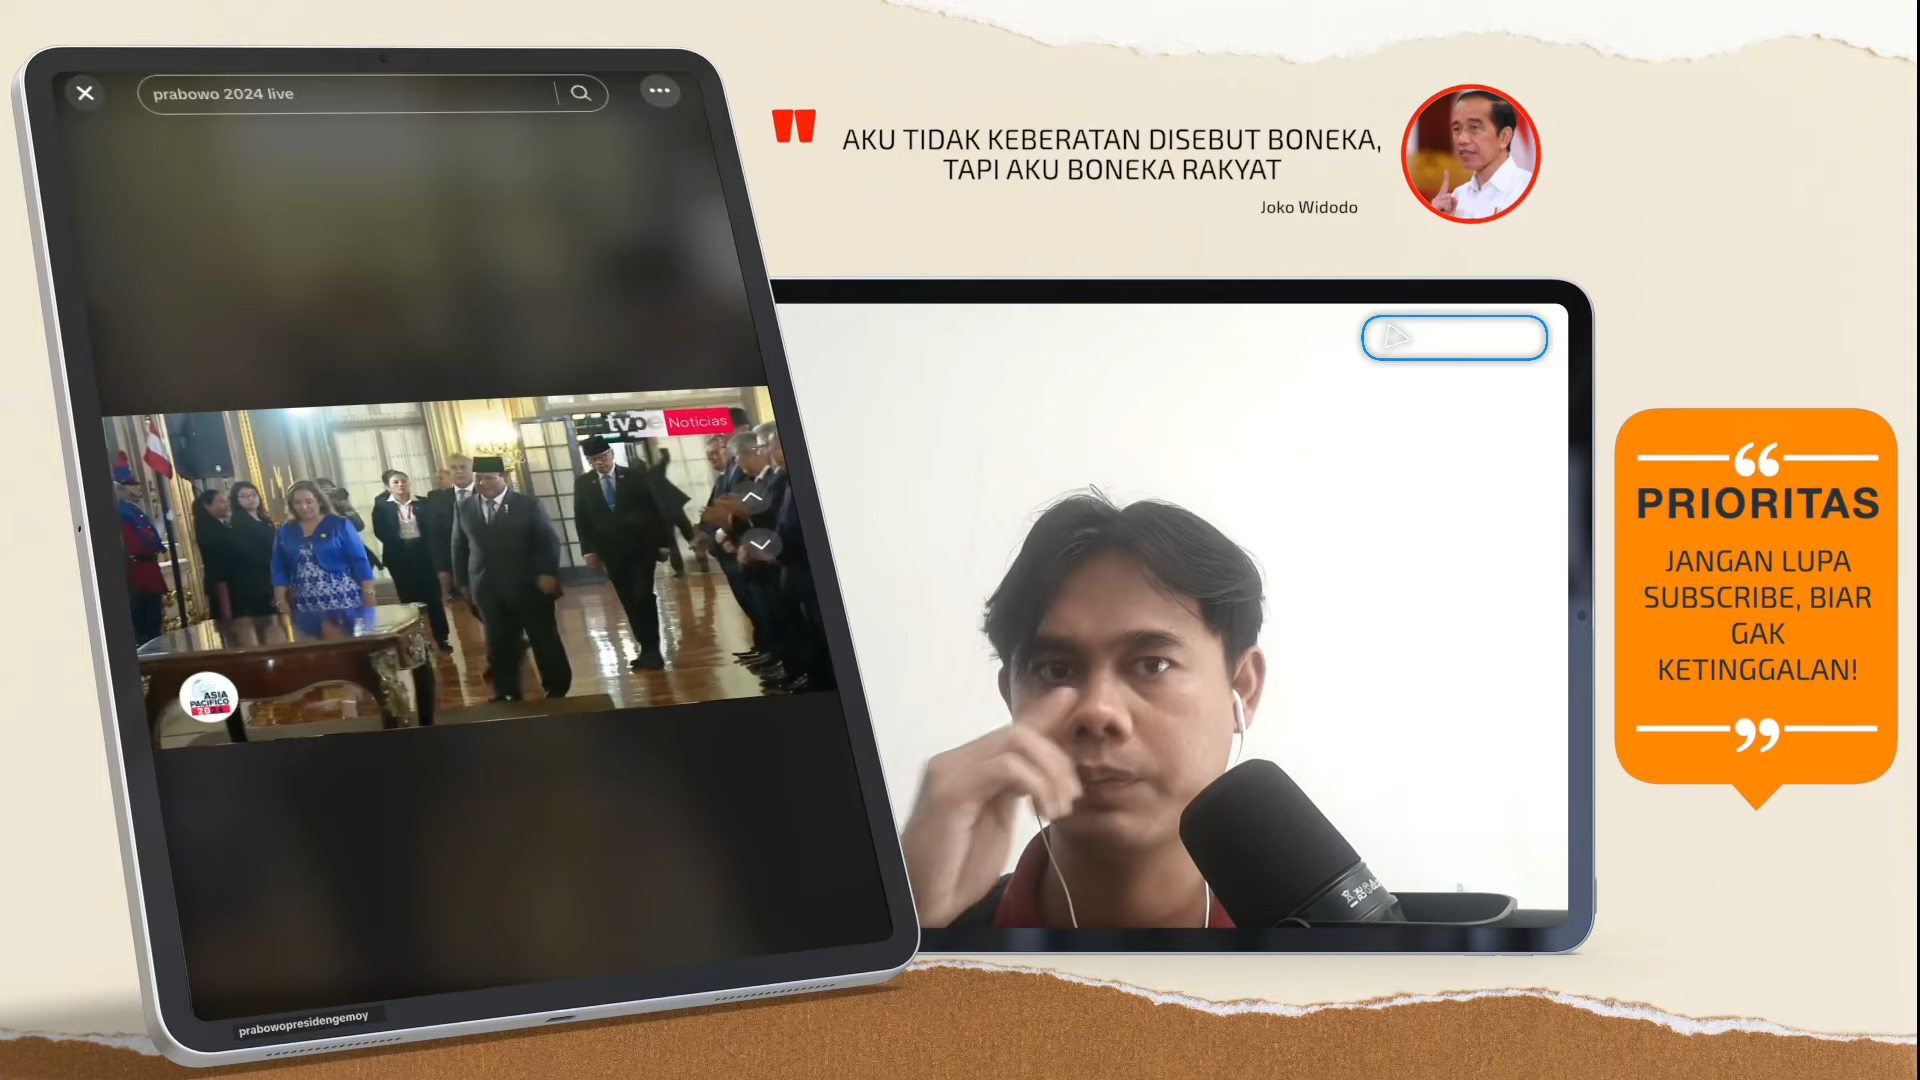 prabowo 2024 live
AKU TIDAK KEBERATAN DISEBUT BONEKA,
TAPI AKU BONEKA RAKYAT
Joko Widodo
tvpe Noticias
PRIORITAS
JANGAN LUPA
SUBSCRIBE, BIAR
GAK
KETINGGALAN!
ASIA
PACIFICO
2024
prabowopresidengemoy